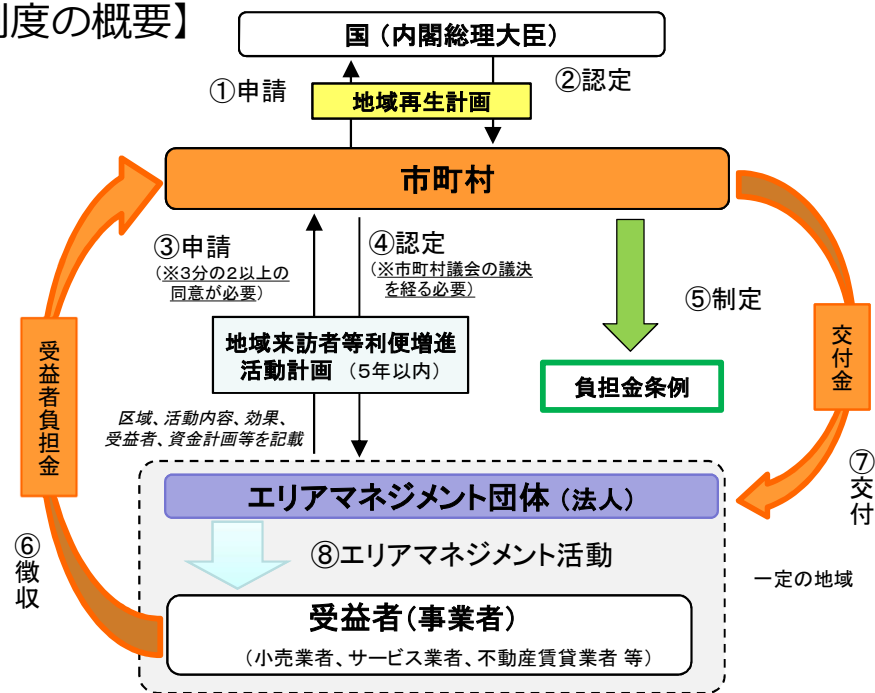 制度の概要】
国（内閣総理大臣）
①申請
②認定
地域再生計画
市町村
③申請
（※3分の2以上の
同意が必要）
④認定
（※市町村議会の議決
を経る必要）
⑤制定
地域来訪者等利便増進
活動計画（5年以内）
負担金条例
受益者負担金
交付金
区域、活動内容、効果、
受益者、資金計画等を記載
エリアマネジメント団体（法人）
⑦交付
⑥徴収
⑧エリアマネジメント活動
一定の地域
受益者（事業者）
（小売業者、サービス業者、不動産賃貸業者 等）